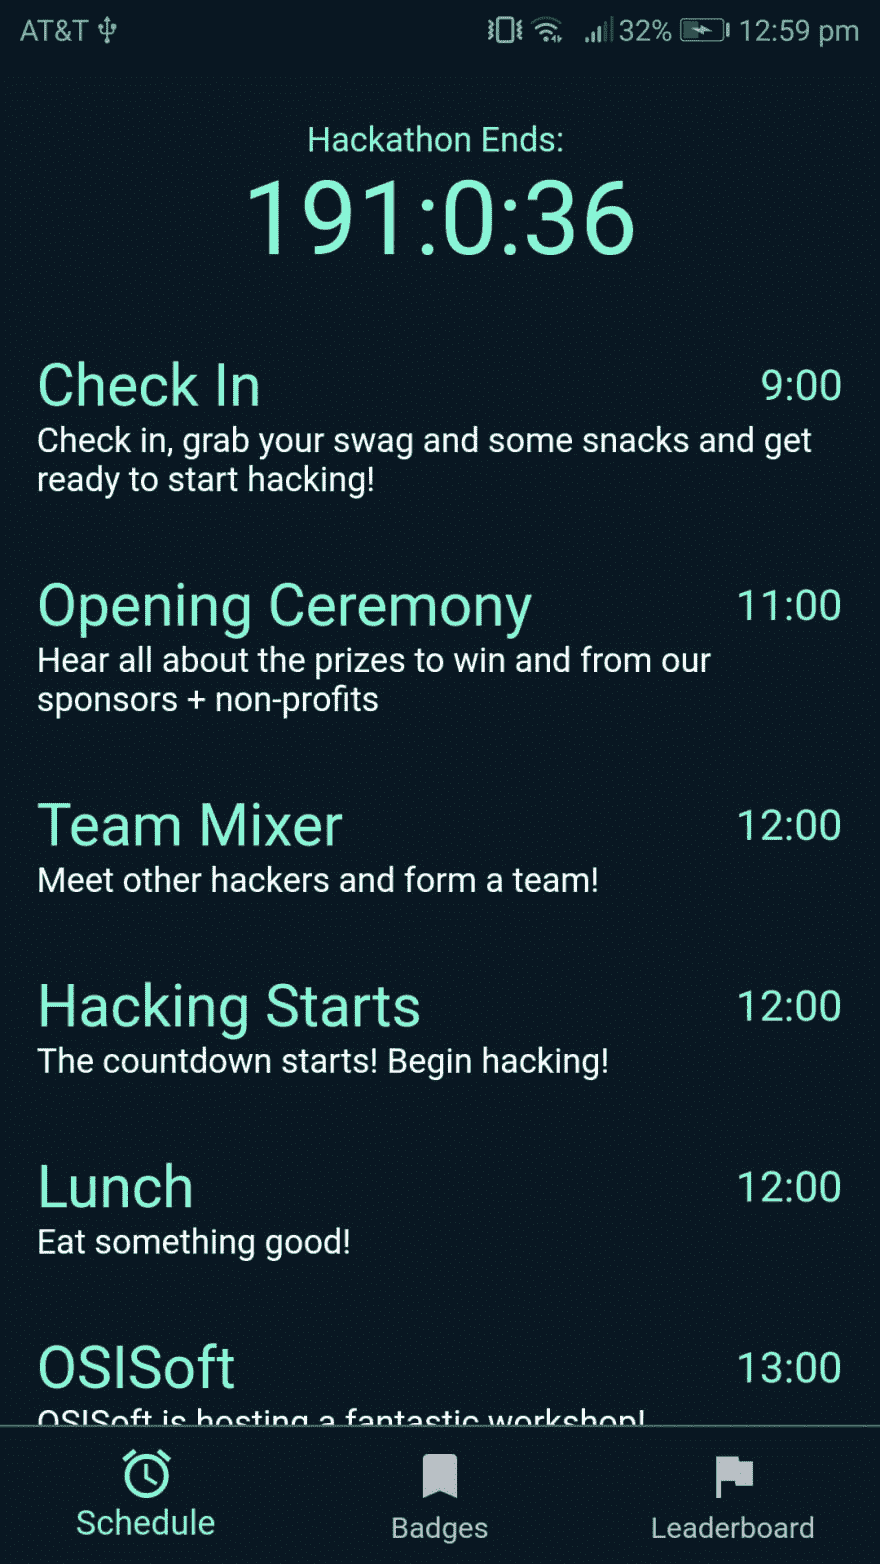 AT&T 32% 12:59 pm
Hackathon Ends:
191:0:36
Check In 9:00
Check in, grab your swag and some snacks and get
ready to start hacking!
Opening Ceremony 11:00
Hear all about the prizes to win and from our
sponsors + non-profits
Team Mixer 12:00
Meet other hackers and form a team!
Hacking Starts 12:00
The countdown starts! Begin hacking!
Lunch 12:00
Eat something good!
OSISoft 13:00
OSISoft is hosting a fantastic workshop!
Schedule Badges Leaderboard